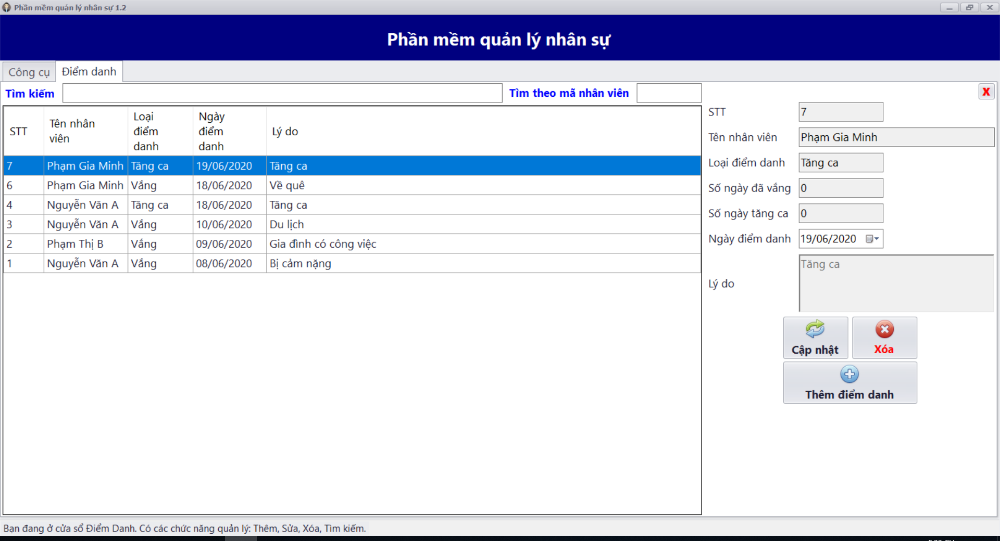 Phần mềm quản lý nhân sự 1.2
Phần mềm quản lý nhân sự
Công cụ Điểm danh
Tìm kiếm Tìm theo mã nhân viên X
STT Tên nhân viên Loại điểm danh Ngày điểm danh Lý do
7 Phạm Gia Minh Tăng ca 19/06/2020 Tăng ca
6 Phạm Gia Minh Vắng 18/06/2020 Về quê
4 Nguyễn Văn A Tăng ca 18/06/2020 Tăng ca
3 Nguyễn Văn A Vắng 10/06/2020 Du lịch
2 Phạm Thị B Vắng 09/06/2020 Gia đình có công việc
1 Nguyễn Văn A Vắng 08/06/2020 Bị cảm nặng
STT 7
Tên nhân viên Phạm Gia Minh
Loại điểm danh Tăng ca
Số ngày đã vắng 0
Số ngày tăng ca 0
Ngày điểm danh 19/06/2020
Lý do Tăng ca
Cập nhật Xóa
Thêm điểm danh
Bạn đang ở cửa sổ Điểm Danh. Có các chức năng quản lý: Thêm, Sửa, Xóa, Tìm kiếm.